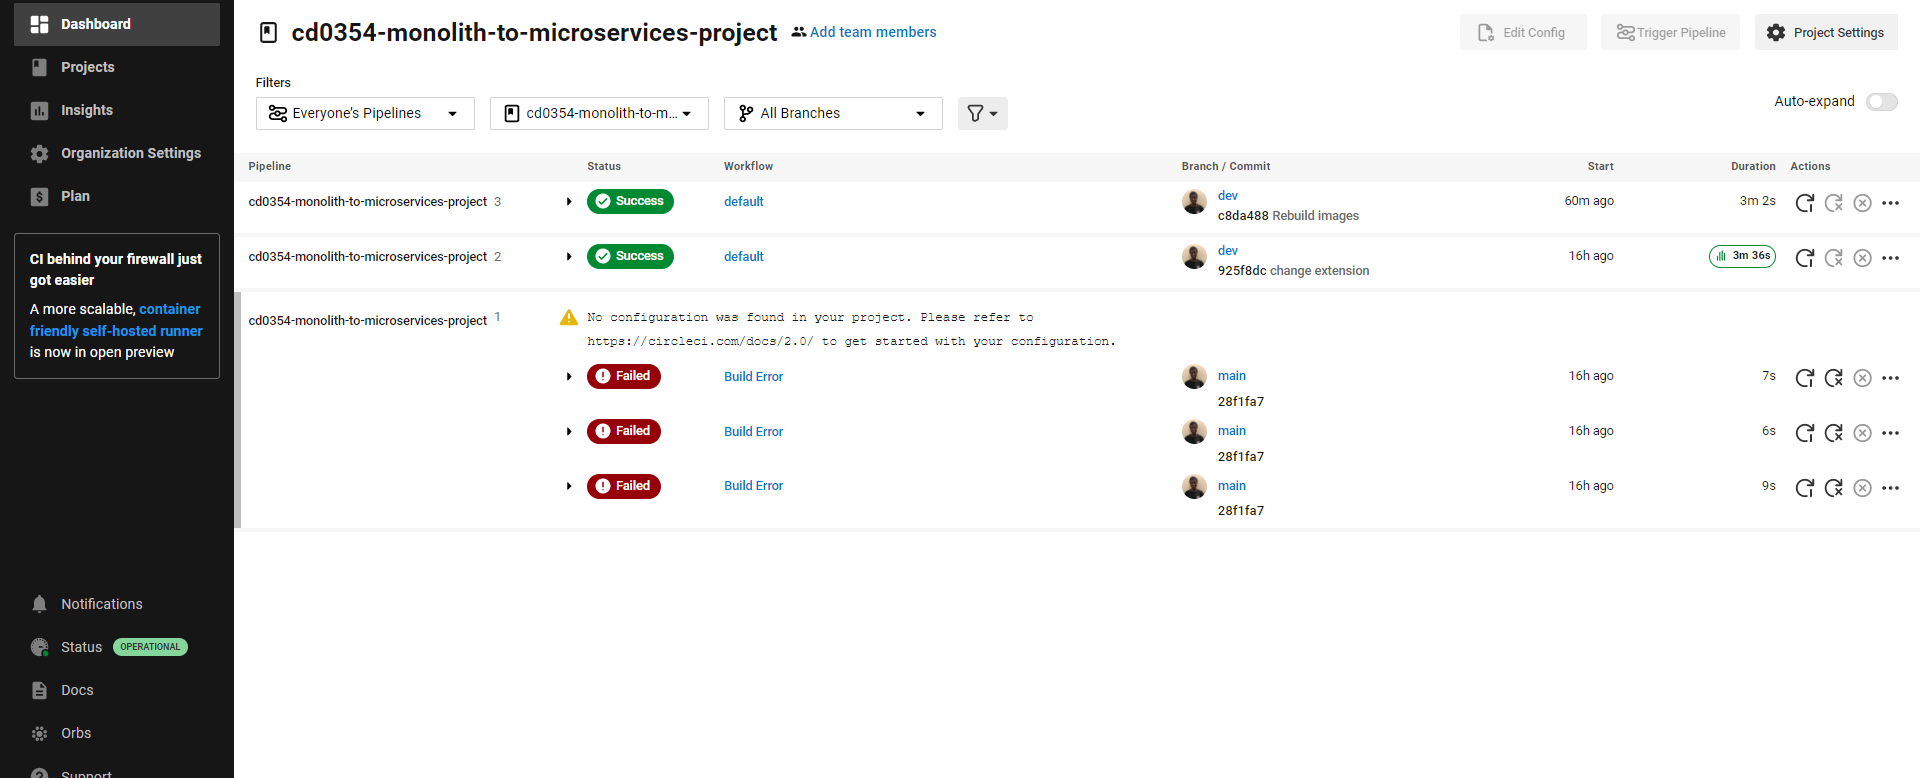 Dashboard
Projects
Insights
Organization Settings
Plan
CI behind your firewall just
got easier
A more scalable, container
friendly self-hosted runner
is now in open preview
Notifications
Status OPERATIONAL
Docs
Orbs
Support
cd0354-monolith-to-microservices-project Add team members
Edit Config Trigger Pipeline Project Settings
Filters
Everyone's Pipelines cd0354-monolith-to-m... All Branches
Auto-expand
Pipeline Status Workflow Branch / Commit Start Duration Actions
cd0354-monolith-to-microservices-project 3 Success default dev 60m ago 3m 2s
c8da488 Rebuild images
cd0354-monolith-to-microservices-project 2 Success default dev 16h ago 3m 36s
925f8dc change extension
cd0354-monolith-to-microservices-project 1 No configuration was found in your project. Please refer to
https://circleci.com/docs/2.0/ to get started with your configuration.
Failed Build Error main 16h ago 7s
28f1fa7
Failed Build Error main 16h ago 6s
28f1fa7
Failed Build Error main 16h ago 9s
28f1fa7